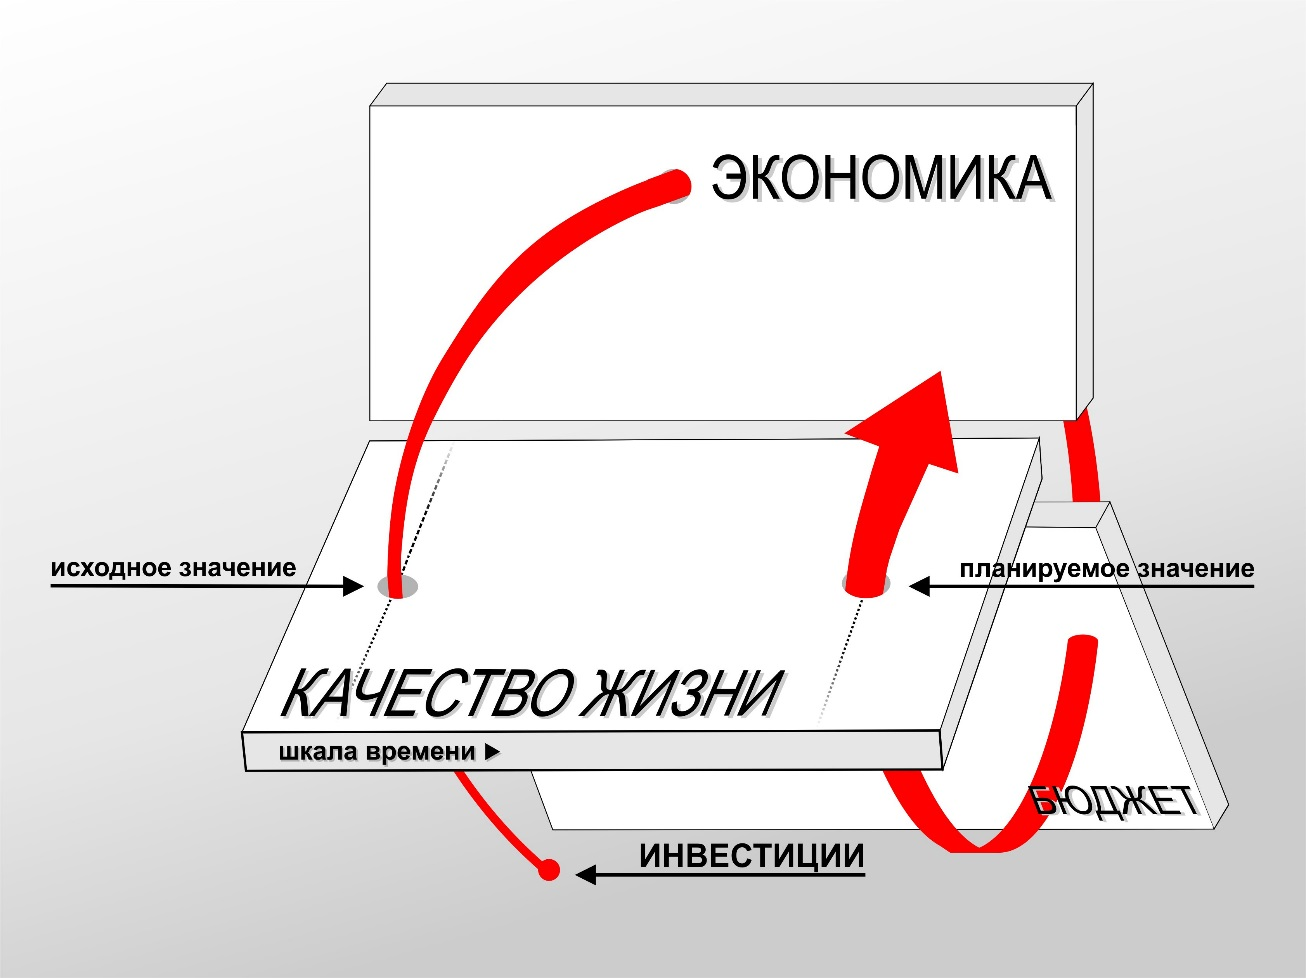 ЭКОНОМИКА
исходное значение
планируемое значение
КАЧЕСТВО ЖИЗНИ
шкала времени
БЮДЖЕТ
ИНВЕСТИЦИИ